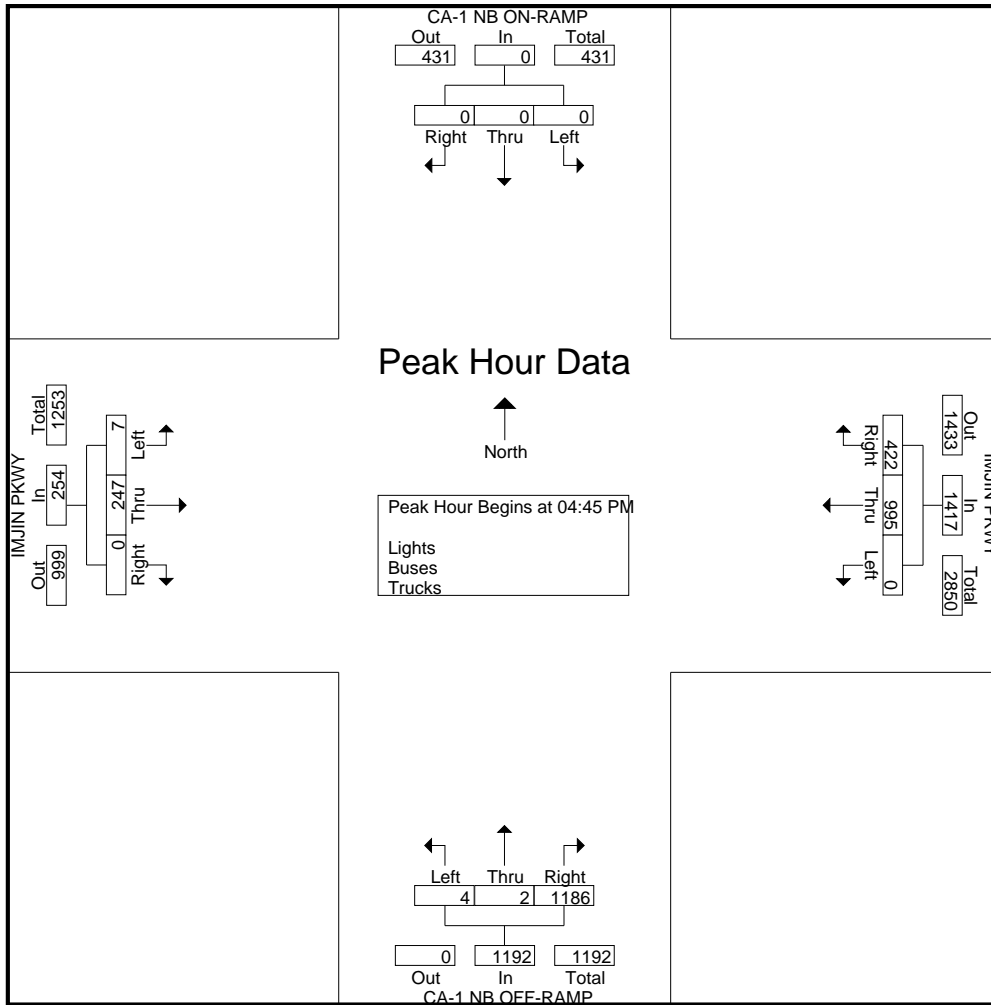 CA-1 NB ON-RAMP
Out In Total
431 0 431
0 0 0
Right Thru Left
Peak Hour Data
North
Peak Hour Begins at 04:45 PM
Lights
Buses
Trucks
IMJIN PKWY
Total In Out
1253 254 999
7 247 0
Left Thru Right
IMJIN PKWY
Out In Total
1433 1417 2850
422 995 0
Right Thru Left
Left Thru Right
4 2 1186
0 1192 1192
Out In Total
CA-1 NB OFF-RAMP